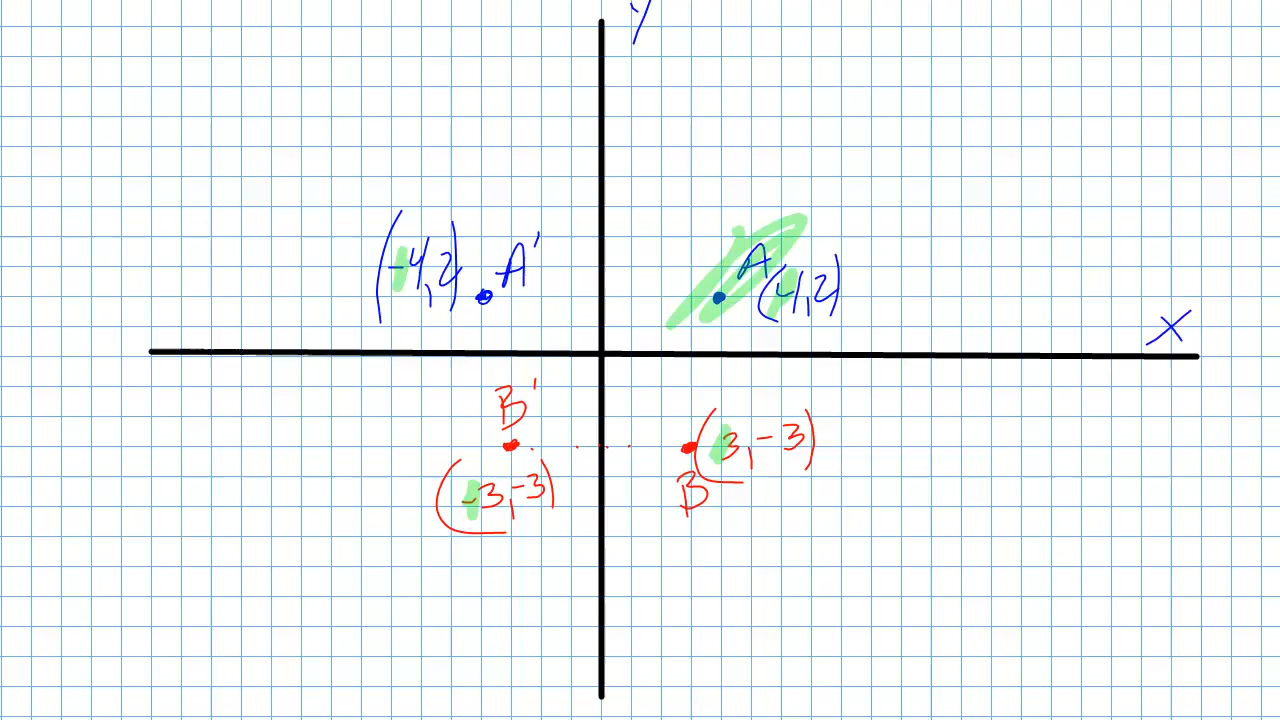 y
(-4,2) A'
A (4,2)
x
B'
(3,-3)
B
(-3,-3)